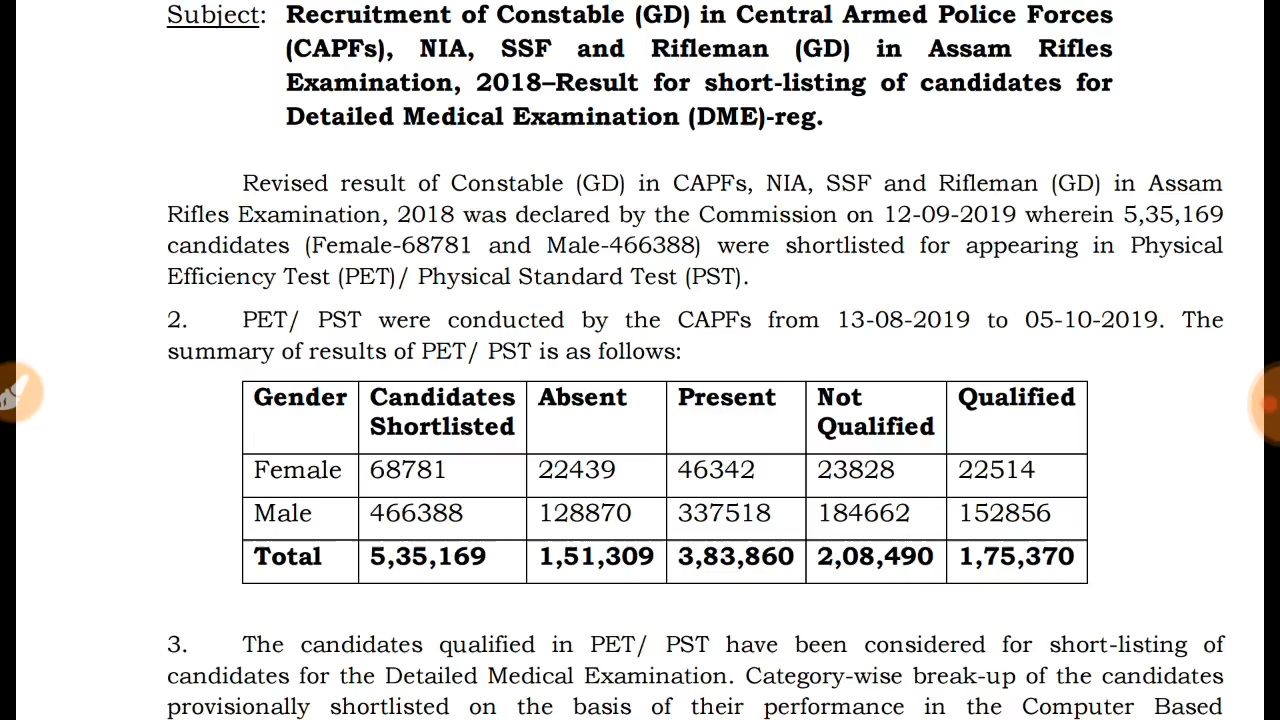 Subject: Recruitment of Constable (GD) in Central Armed Police Forces
(CAPFs), NIA, SSF and Rifleman (GD) in Assam Rifles
Examination, 2018–Result for short-listing of candidates for
Detailed Medical Examination (DME)-reg.
Revised result of Constable (GD) in CAPFs, NIA, SSF and Rifleman (GD) in Assam
Rifles Examination, 2018 was declared by the Commission on 12-09-2019 wherein 5,35,169
candidates (Female-68781 and Male-466388) were shortlisted for appearing in Physical
Efficiency Test (PET)/ Physical Standard Test (PST).
2. PET/ PST were conducted by the CAPFs from 13-08-2019 to 05-10-2019. The
summary of results of PET/ PST is as follows:
Gender Candidates Shortlisted Absent Present Not Qualified Qualified
Female 68781 22439 46342 23828 22514
Male 466388 128870 337518 184662 152856
Total 5,35,169 1,51,309 3,83,860 2,08,490 1,75,370
3. The candidates qualified in PET/ PST have been considered for short-listing of
candidates for the Detailed Medical Examination. Category-wise break-up of the candidates
provisionally shortlisted on the basis of their performance in the Computer Based